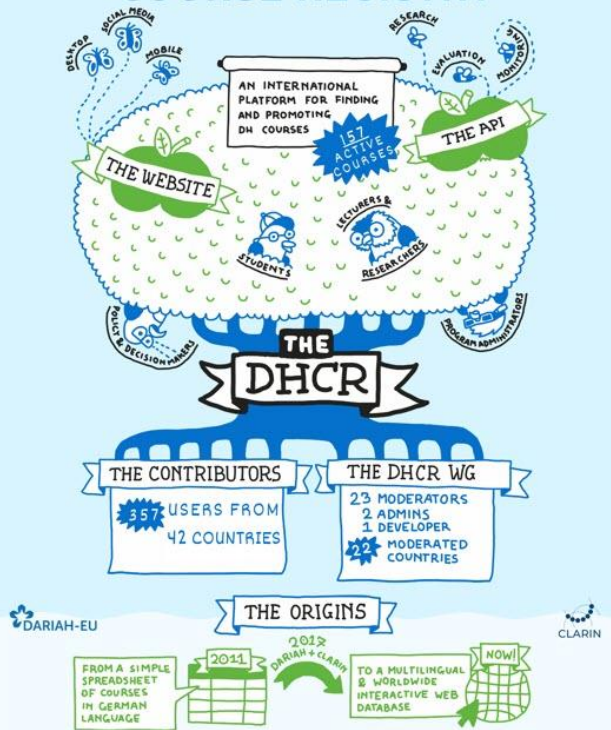 DESKTOP
SOCIAL MEDIA
MOBILE
RESEARCH
EVALUATION
MONITORING
AN INTERNATIONAL
PLATFORM FOR FINDING
AND PROMOTING
DH COURSES
157
ACTIVE
COURSES
THE WEBSITE
THE API
STUDENTS
LECTURERS &
RESEARCHERS
POLICY & DECISION MAKERS
PROGRAM ADMINISTRATORS
THE
DHCR
THE CONTRIBUTORS
357 USERS FROM
42 COUNTRIES
THE DHCR WG
23 MODERATORS
2 ADMINS
1 DEVELOPER
22 MODERATED
COUNTRIES
THE ORIGINS
DARIAH-EU
CLARIN
FROM A SIMPLE
SPREADSHEET
OF COURSES
IN GERMAN
LANGUAGE
2011
2017
DARIAH + CLARIN
TO A MULTILINGUAL
& WORLDWIDE
INTERACTIVE WEB
DATABASE
NOW!